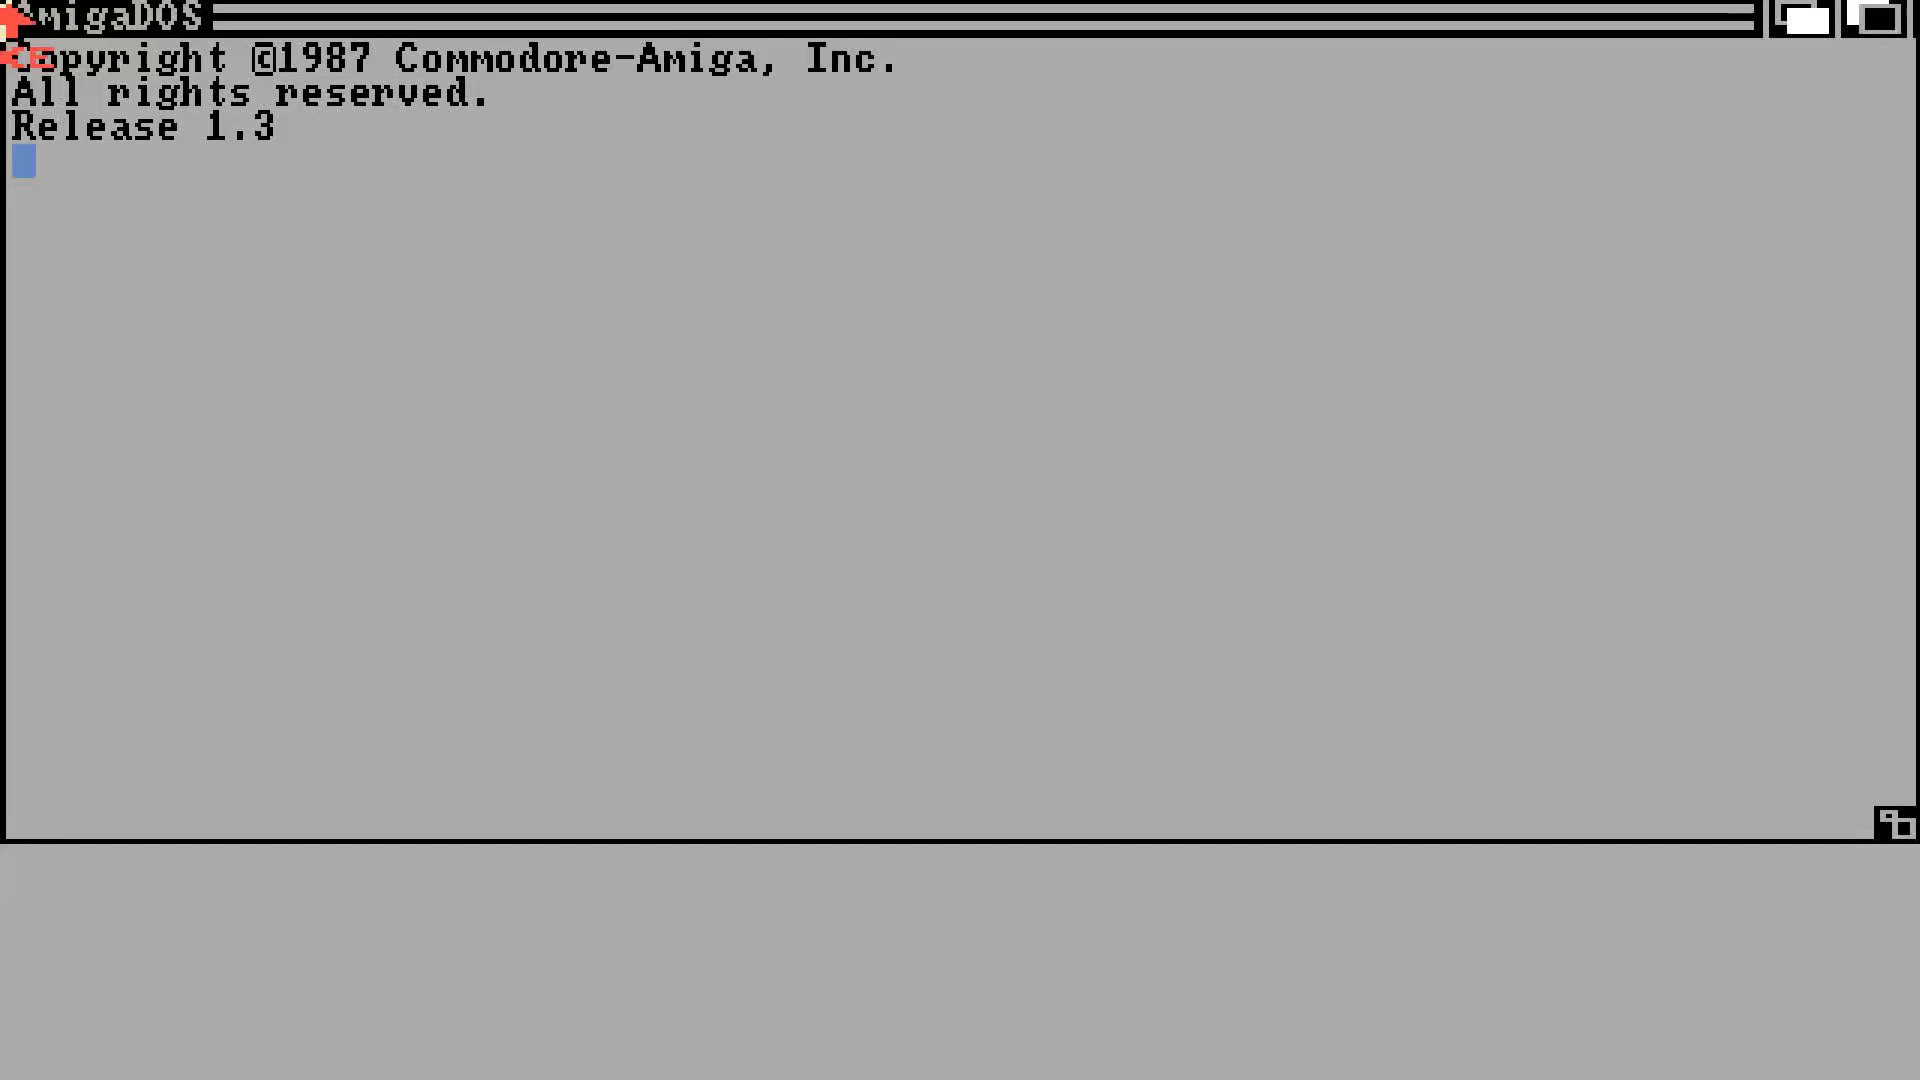 AmigaDOS
Copyright ©1987 Commodore-Amiga, Inc.
All rights reserved.
Release 1.3